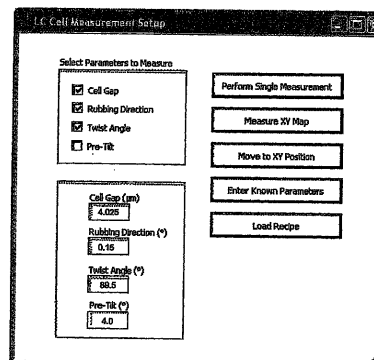 LC Cell Measurement Setup
Select Parameters to Measure
Cell Gap
Rubbing Direction
Twist Angle
Pre-Tilt
Cell Gap (μm)
4.025
Rubbing Direction (°)
0.15
Twist Angle (°)
89.5
Pre-Tilt (°)
4.0
Perform Single Measurement
Measure XY Map
Move to XY Position
Enter Known Parameters
Load Recipe